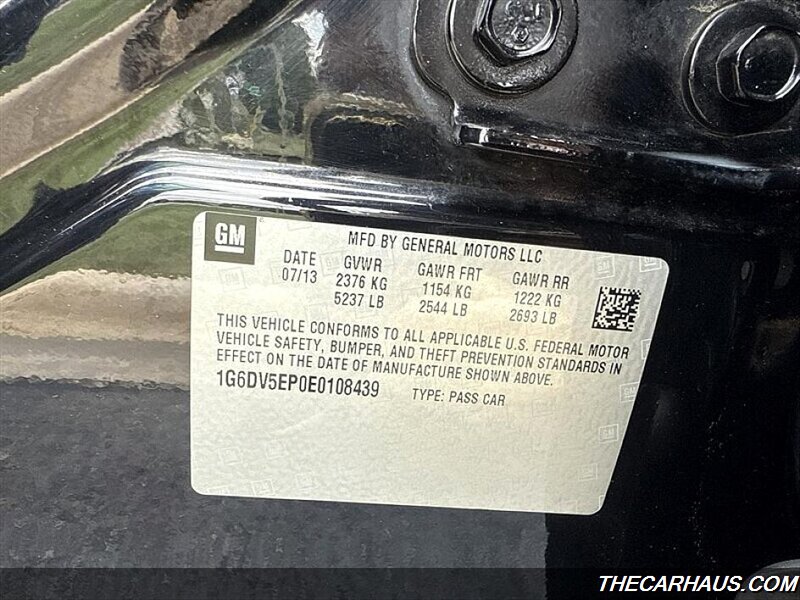 GM
MFD BY GENERAL MOTORS LLC
DATE GVWR GAWR FRT GAWR RR
07/13 2376 KG 1154 KG 1222 KG
5237 LB 2544 LB 2693 LB
THIS VEHICLE CONFORMS TO ALL APPLICABLE U.S. FEDERAL MOTOR
VEHICLE SAFETY, BUMPER, AND THEFT PREVENTION STANDARDS IN
EFFECT ON THE DATE OF MANUFACTURE SHOWN ABOVE.
1G6DV5EP0E0108439 TYPE: PASS CAR
THECARHAUS.COM